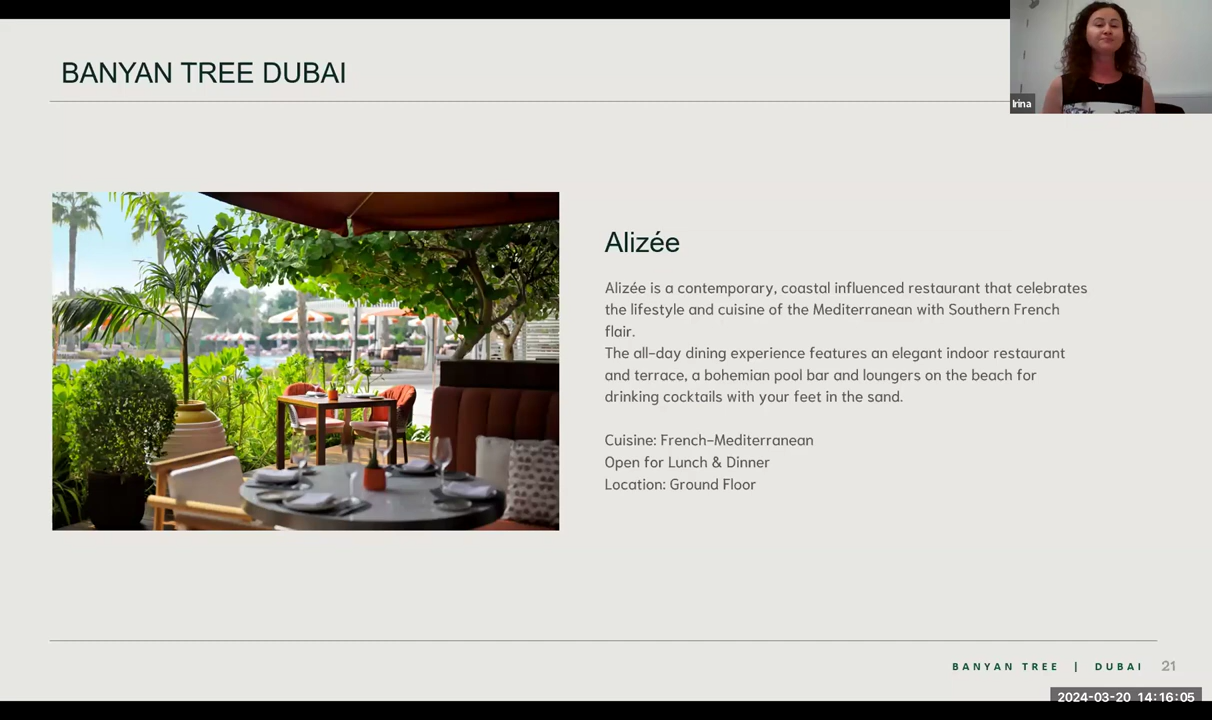 BANYAN TREE DUBAI
Irina
Alizée
Alizée is a contemporary, coastal influenced restaurant that celebrates
the lifestyle and cuisine of the Mediterranean with Southern French
flair.
The all-day dining experience features an elegant indoor restaurant
and terrace, a bohemian pool bar and loungers on the beach for
drinking cocktails with your feet in the sand.
Cuisine: French-Mediterranean
Open for Lunch & Dinner
Location: Ground Floor
BANYAN TREE | DUBAI 21
2024-03-20 14:16:05